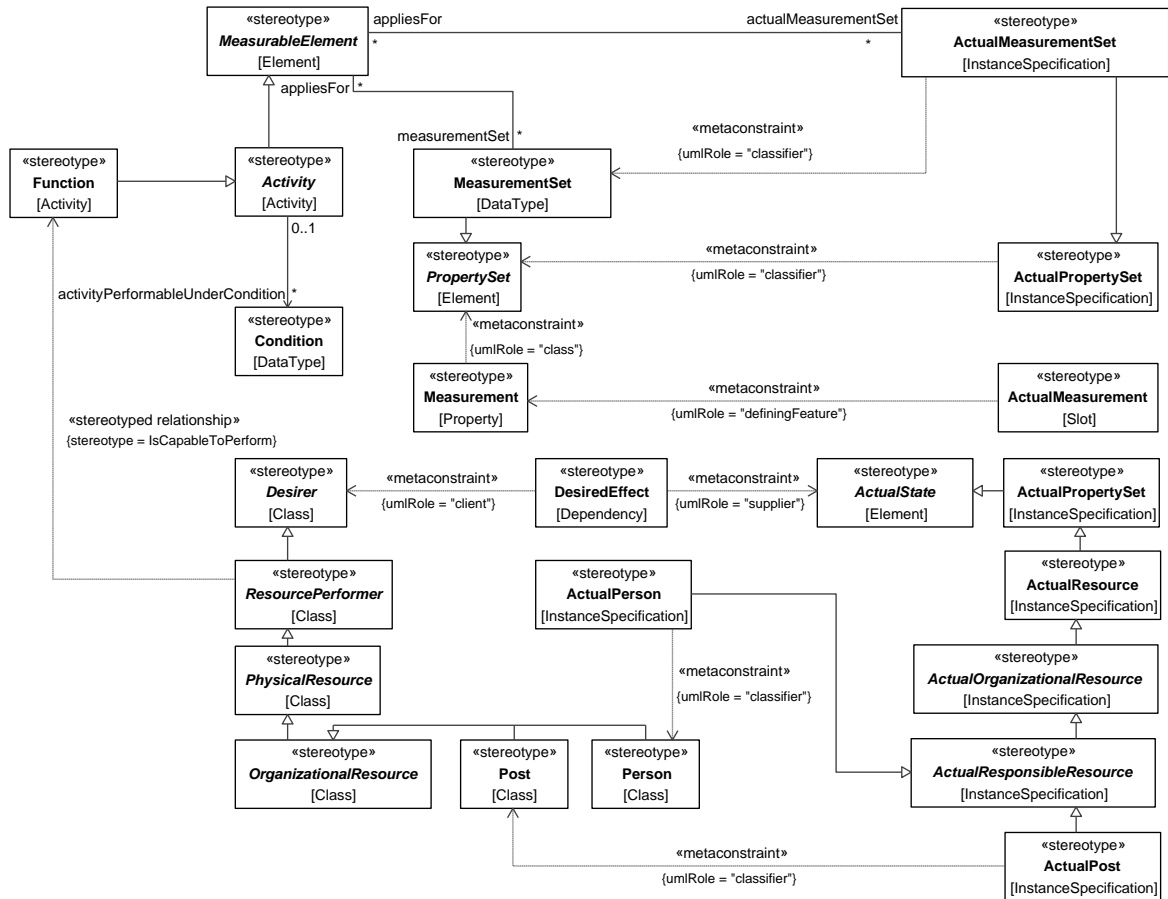 «stereotype»
MeasurableElement
[Element]
appliesFor
*
actualMeasurementSet
*
«stereotype»
ActualMeasurementSet
[InstanceSpecification]
appliesFor
*
measurementSet
*
«metaconstraint»
{umlRole = "classifier"}
«stereotype»
Function
[Activity]
«stereotype»
Activity
[Activity]
0..1
«stereotype»
MeasurementSet
[DataType]
activityPerformableUnderCondition
*
«stereotype»
PropertySet
[Element]
«metaconstraint»
{umlRole = "classifier"}
«stereotype»
ActualPropertySet
[InstanceSpecification]
«stereotype»
Condition
[DataType]
«metaconstraint»
{umlRole = "class"}
«stereotype»
Measurement
[Property]
«metaconstraint»
{umlRole = "definingFeature"}
«stereotype»
ActualMeasurement
[Slot]
«stereotyped relationship»
{stereotype = IsCapableToPerform}
«stereotype»
Desirer
[Class]
«metaconstraint»
{umlRole = "client"}
«stereotype»
DesiredEffect
[Dependency]
«metaconstraint»
{umlRole = "supplier"}
«stereotype»
ActualState
[Element]
«stereotype»
ActualPropertySet
[InstanceSpecification]
«stereotype»
ResourcePerformer
[Class]
«stereotype»
ActualPerson
[InstanceSpecification]
«stereotype»
ActualResource
[InstanceSpecification]
«stereotype»
PhysicalResource
[Class]
«metaconstraint»
{umlRole = "classifier"}
«stereotype»
ActualOrganizationalResource
[InstanceSpecification]
«stereotype»
OrganizationalResource
[Class]
«stereotype»
Post
[Class]
«stereotype»
Person
[Class]
«stereotype»
ActualResponsibleResource
[InstanceSpecification]
«metaconstraint»
{umlRole = "classifier"}
«stereotype»
ActualPost
[InstanceSpecification]